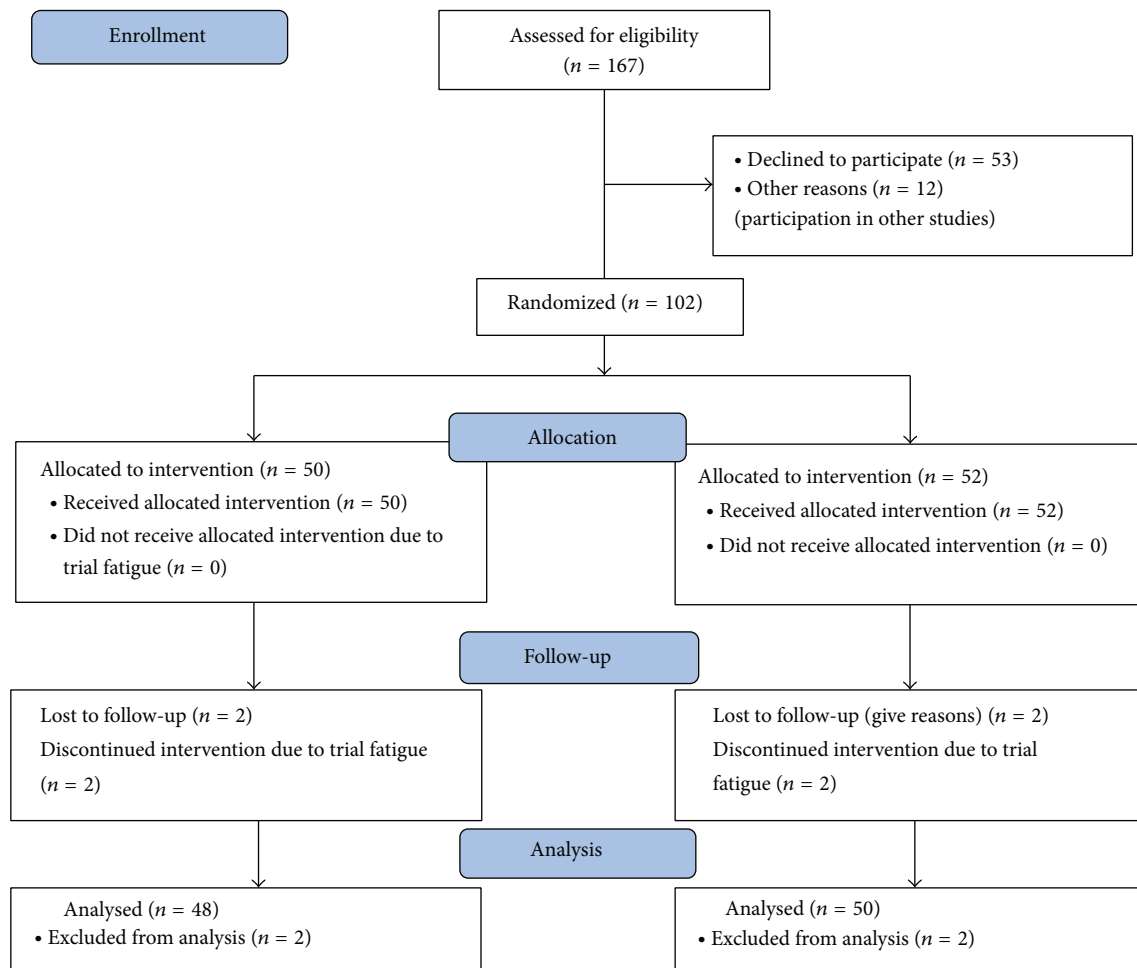 Enrollment
Assessed for eligibility
(n = 167)
• Declined to participate (n = 53)
• Other reasons (n = 12)
(participation in other studies)
Randomized (n = 102)
Allocation
Allocated to intervention (n = 50)
• Received allocated intervention (n = 50)
• Did not receive allocated intervention due to
trial fatigue (n = 0)
Allocated to intervention (n = 52)
• Received allocated intervention (n = 52)
• Did not receive allocated intervention (n = 0)
Follow-up
Lost to follow-up (n = 2)
Discontinued intervention due to trial fatigue
(n = 2)
Lost to follow-up (give reasons) (n = 2)
Discontinued intervention due to trial
fatigue (n = 2)
Analysis
Analysed (n = 48)
• Excluded from analysis (n = 2)
Analysed (n = 50)
• Excluded from analysis (n = 2)